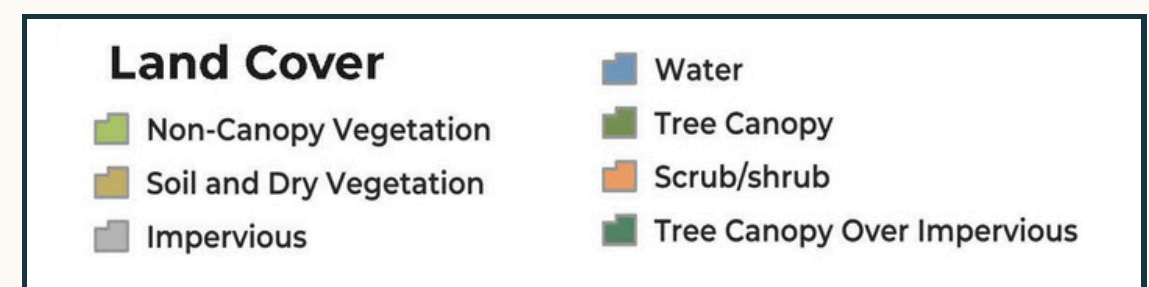 Land Cover
Non-Canopy Vegetation
Soil and Dry Vegetation
Impervious
Water
Tree Canopy
Scrub/shrub
Tree Canopy Over Impervious